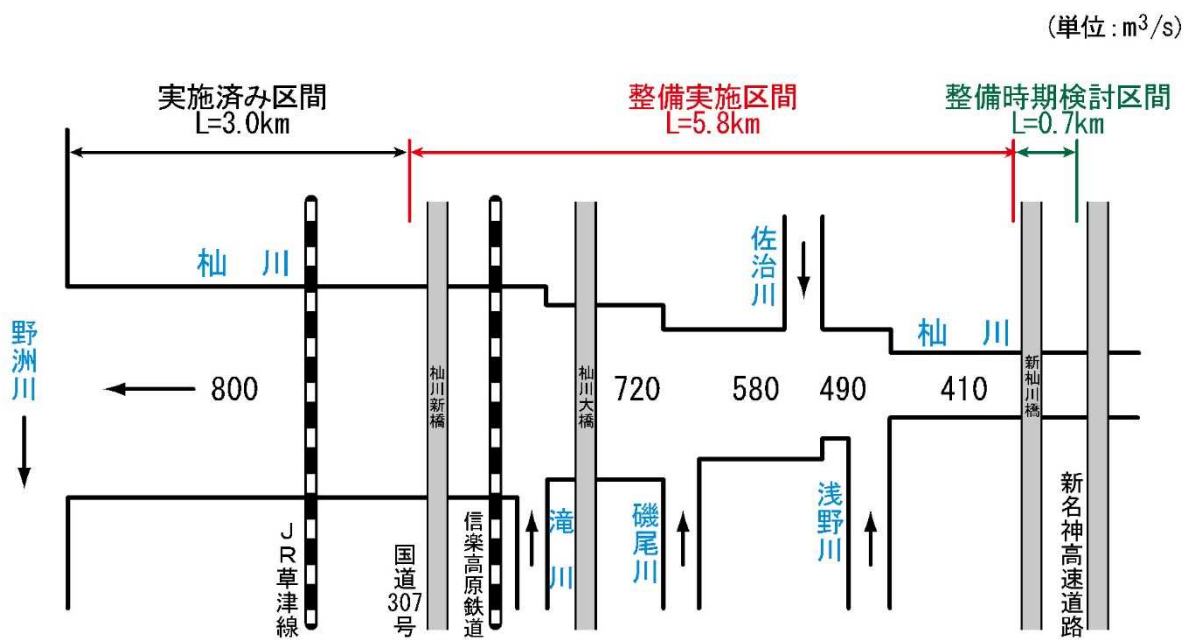 (単位:m³/s)
実施済み区間
L=3.0km
整備実施区間
L=5.8km
整備時期検討区間
L=0.7km
杣川
佐治川
杣川
野洲川
800
杣川新橋
杣川大橋
720
580
490
410
新杣川橋
JR草津線
国道307号
信楽高原鉄道
滝川
磯尾川
浅野川
新名神高速道路